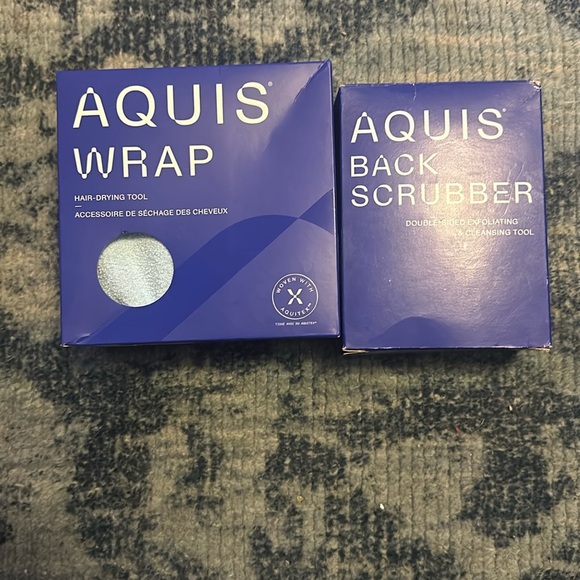 AQUIS®
WRAP
HAIR-DRYING TOOL
ACCESSOIRE DE SÉCHAGE DES CHEVEUX
WOVEN WITH
AQUITEX™
AQUIS®
BACK
SCRUBBER
DOUBLE-SIDED EXFOLIATING
& CLEANSING TOOL